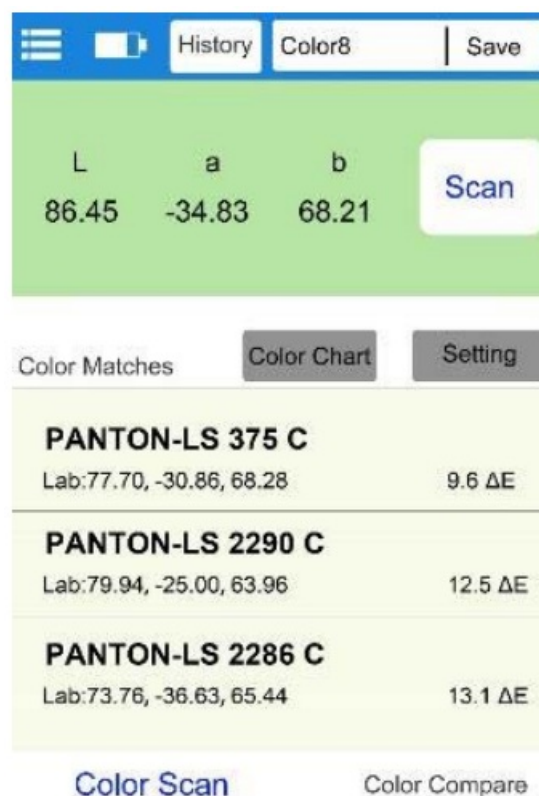 History Color8 Save
L a b
86.45 -34.83 68.21
Scan
Color Matches Color Chart Setting
PANTON-LS 375 C
Lab:77.70, -30.86, 68.28 9.6 ΔE
PANTON-LS 2290 C
Lab:79.94, -25.00, 63.96 12.5 ΔE
PANTON-LS 2286 C
Lab:73.76, -36.63, 65.44 13.1 ΔE
Color Scan Color Compare